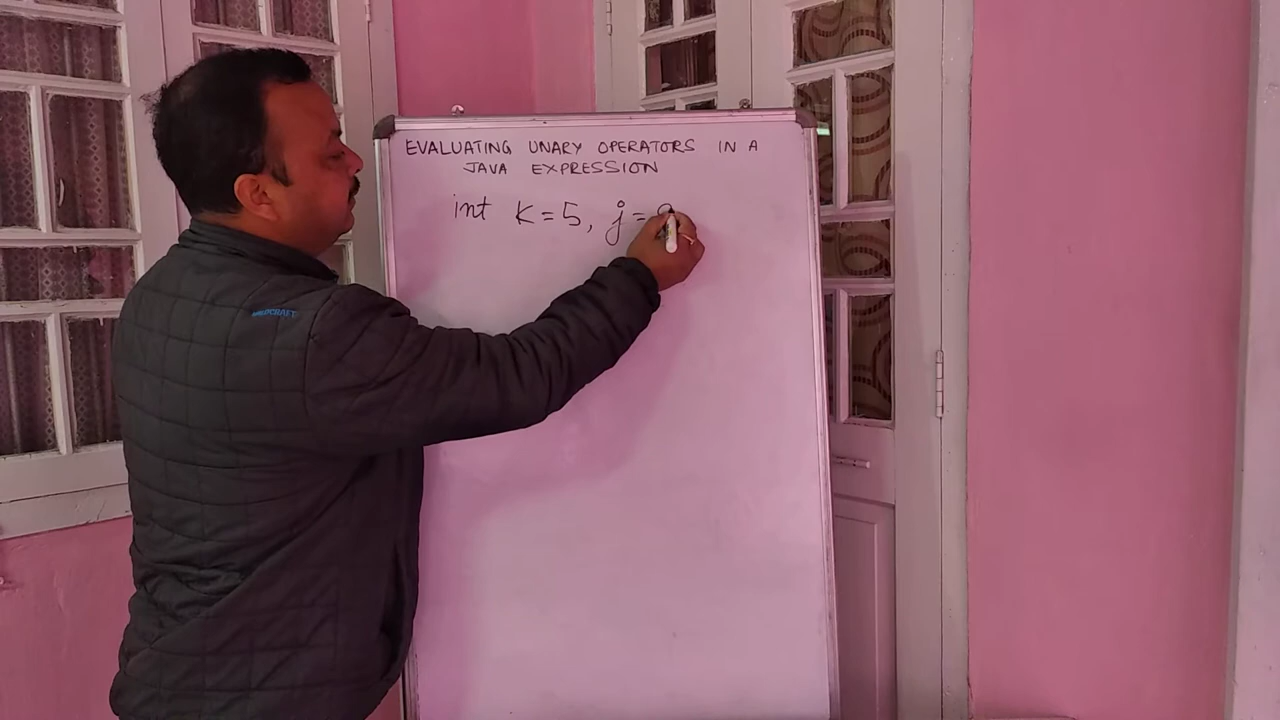 EVALUATING UNARY OPERATORS IN A
JAVA EXPRESSION
int K = 5, j =